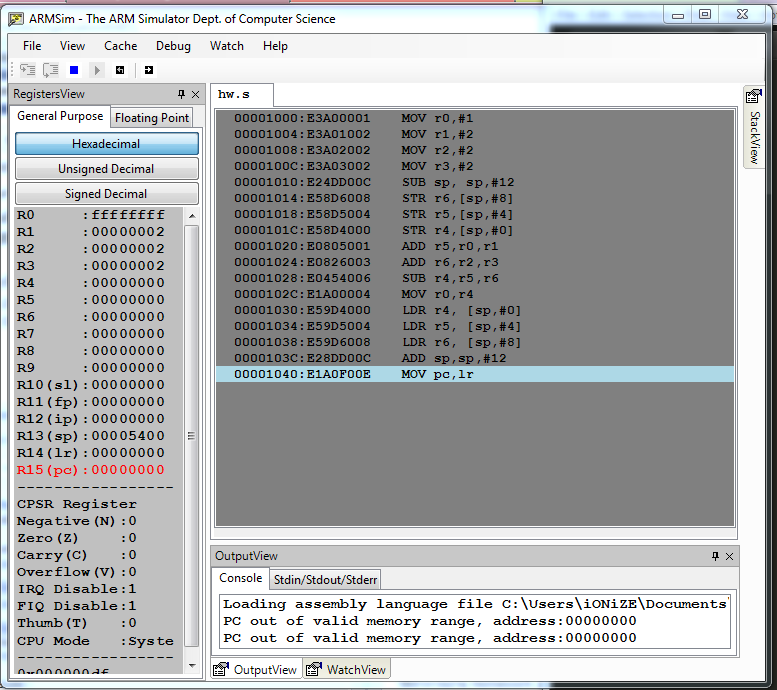 ARMSim - The ARM Simulator Dept. of Computer Science
File View Cache Debug Watch Help
RegistersView
General Purpose Floating Point
Hexadecimal
Unsigned Decimal
Signed Decimal
R0 :ffffffff
R1 :00000002
R2 :00000002
R3 :00000002
R4 :00000000
R5 :00000000
R6 :00000000
R7 :00000000
R8 :00000000
R9 :00000000
R10(sl):00000000
R11(fp):00000000
R12(ip):00000000
R13(sp):00005400
R14(lr):00000000
R15(pc):00000000
------------------
CPSR Register
Negative(N):0
Zero(Z) :0
Carry(C) :0
Overflow(V):0
IRQ Disable:1
FIQ Disable:1
Thumb(T) :0
CPU Mode :Syste
------------------
0x000000df
hw.s
00001000:E3A00001 MOV r0,#1
00001004:E3A01002 MOV r1,#2
00001008:E3A02002 MOV r2,#2
0000100C:E3A03002 MOV r3,#2
00001010:E24DD00C SUB sp, sp,#12
00001014:E58D6008 STR r6,[sp,#8]
00001018:E58D5004 STR r5,[sp,#4]
0000101C:E58D4000 STR r4,[sp,#0]
00001020:E0805001 ADD r5,r0,r1
00001024:E0826003 ADD r6,r2,r3
00001028:E0454006 SUB r4,r5,r6
0000102C:E1A00004 MOV r0,r4
00001030:E59D4000 LDR r4, [sp,#0]
00001034:E59D5004 LDR r5, [sp,#4]
00001038:E59D6008 LDR r6, [sp,#8]
0000103C:E28DD00C ADD sp,sp,#12
00001040:E1A0F00E MOV pc,lr
StackView
OutputView
Console Stdin/Stdout/Stderr
Loading assembly language file C:\Users\iONiZE\Documents\
PC out of valid memory range, address:00000000
PC out of valid memory range, address:00000000
OutputView WatchView